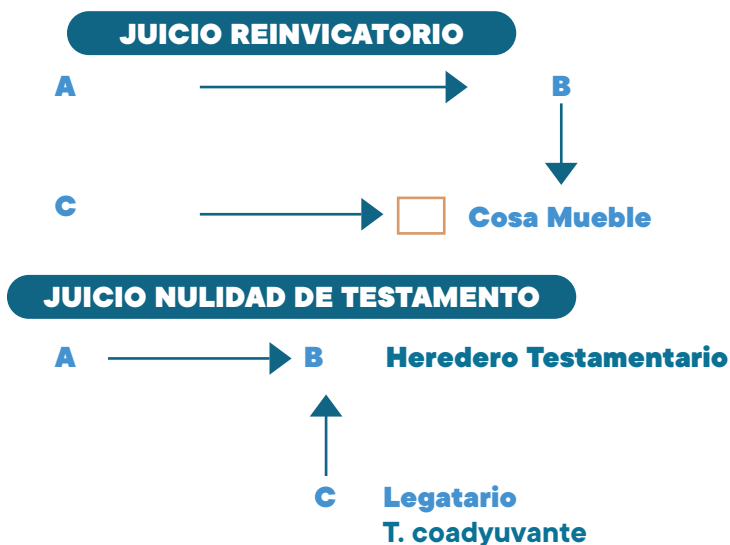 JUICIO REINVICATORIO
A B
C Cosa Mueble
JUICIO NULIDAD DE TESTAMENTO
A B Heredero Testamentario
C Legatario
T. coadyuvante